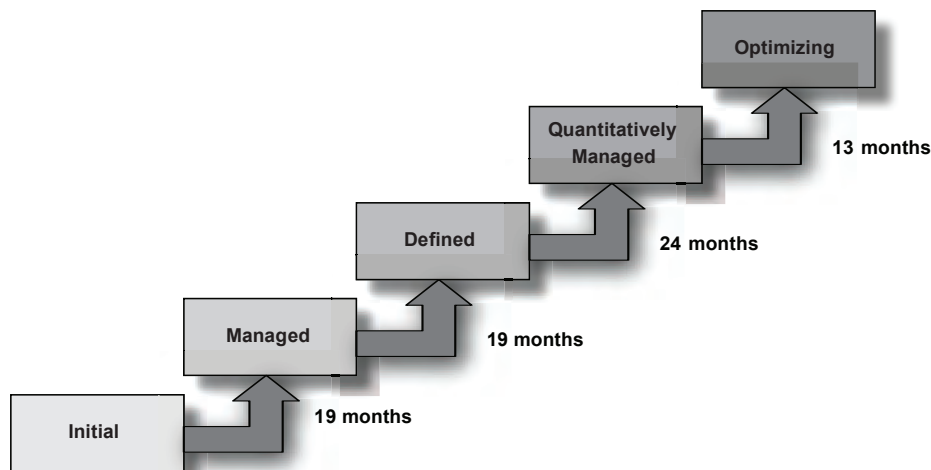 Optimizing
Quantitatively
Managed
13 months
Defined
24 months
Managed
19 months
Initial
19 months